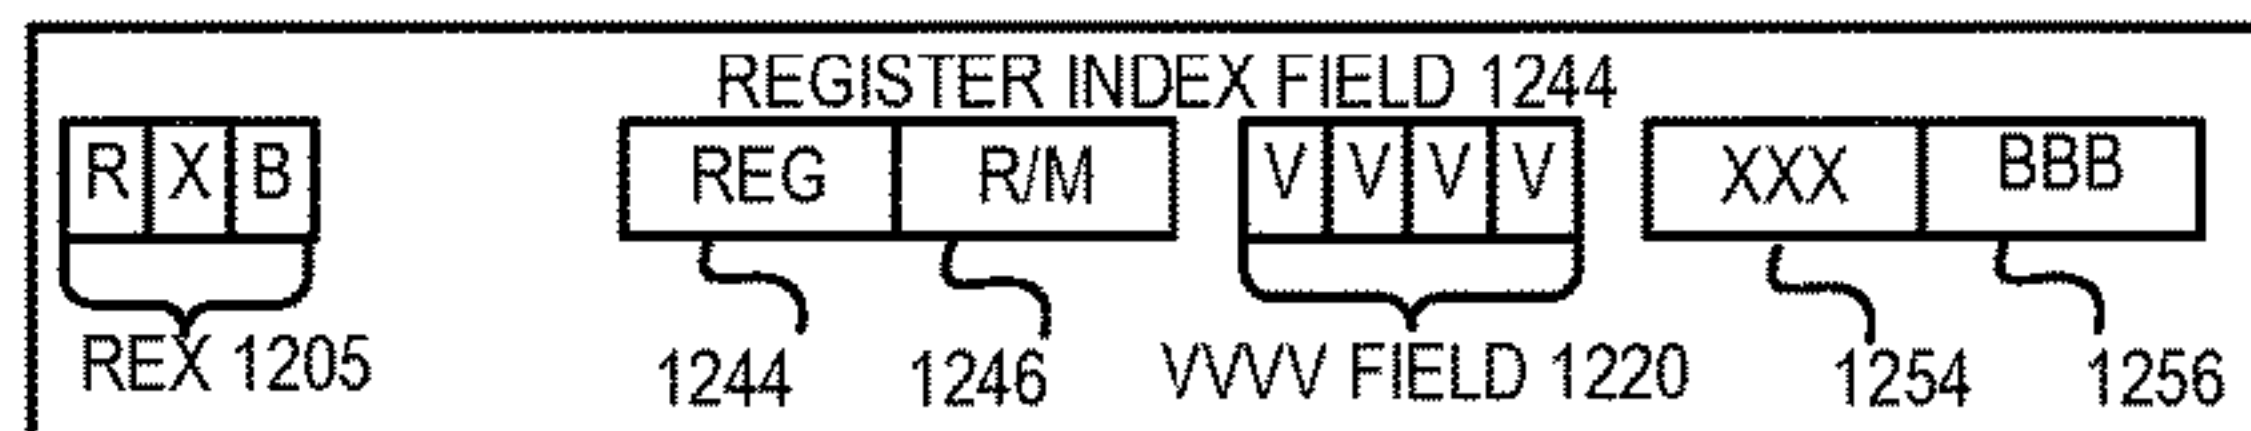 REGISTER INDEX FIELD 1244
R X B REG R/M V V V V XXX BBB
REX 1205 1244 1246 VVVV FIELD 1220 1254 1256